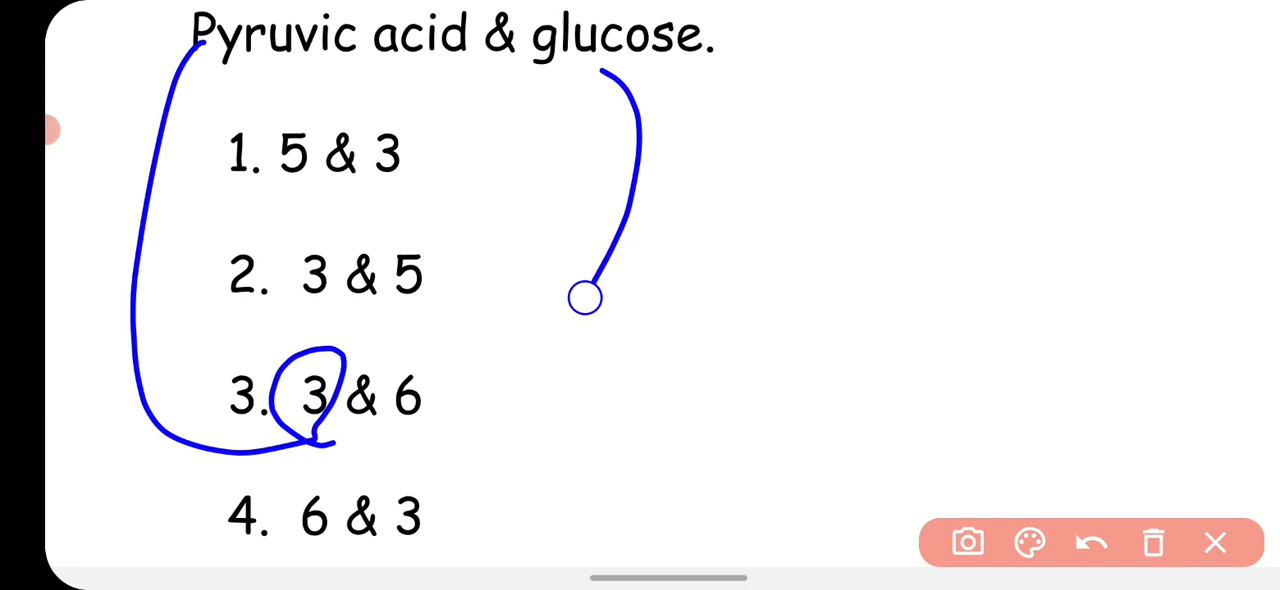 Pyruvic acid & glucose.
1. 5 & 3
2. 3 & 5
3. 3 & 6
4. 6 & 3